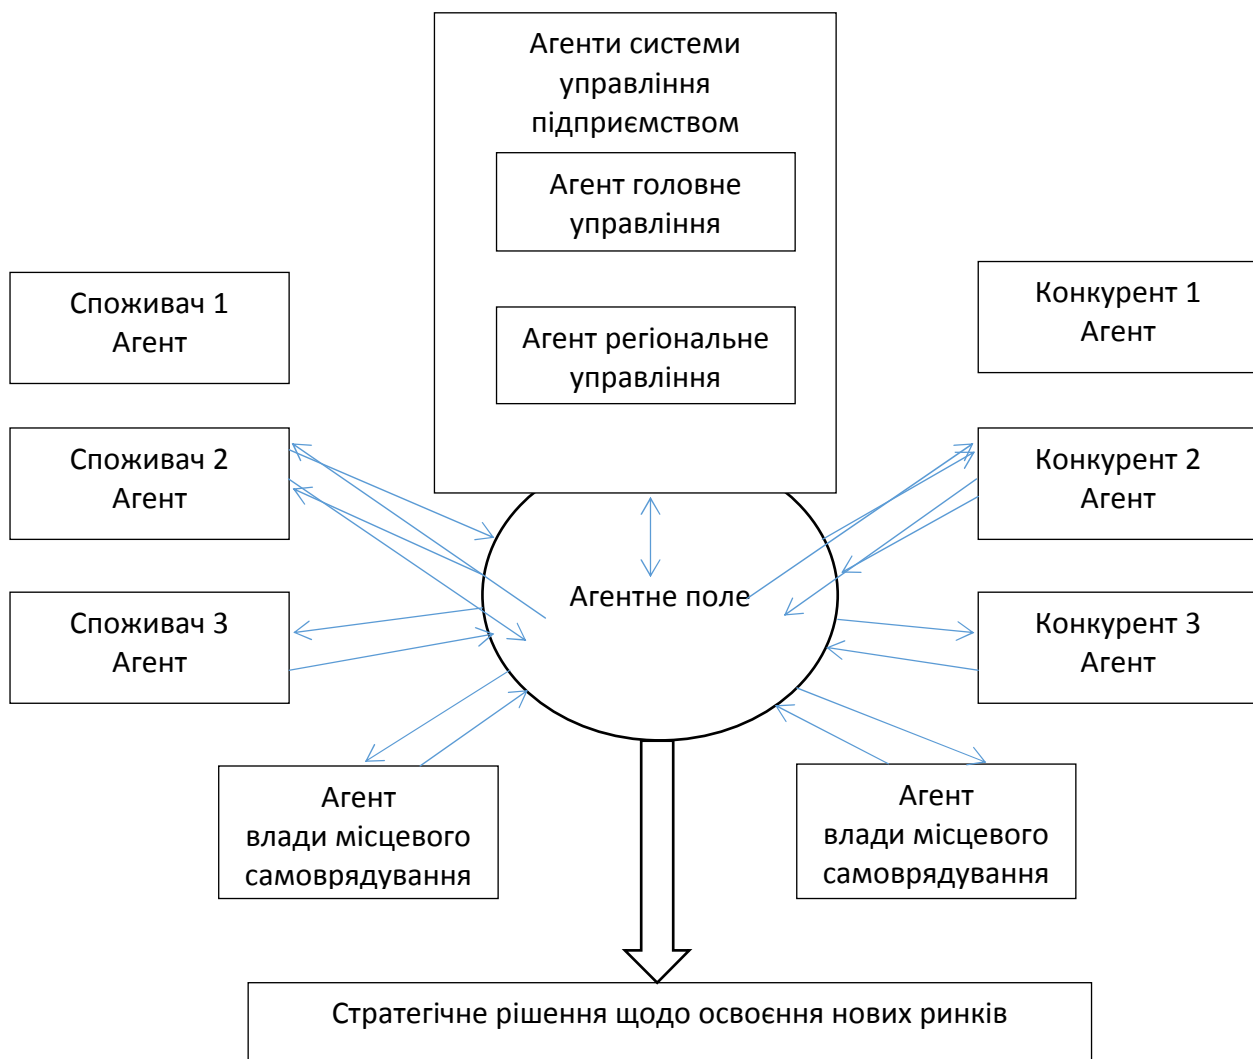 Агенти системи
управління
підприємством
Агент головне
управління
Агент регіональне
управління
Споживач 1
Агент
Конкурент 1
Агент
Споживач 2
Агент
Конкурент 2
Агент
Агентне поле
Споживач 3
Агент
Конкурент 3
Агент
Агент
влади місцевого
самоврядування
Агент
влади місцевого
самоврядування
Стратегічне рішення щодо освоєння нових ринків